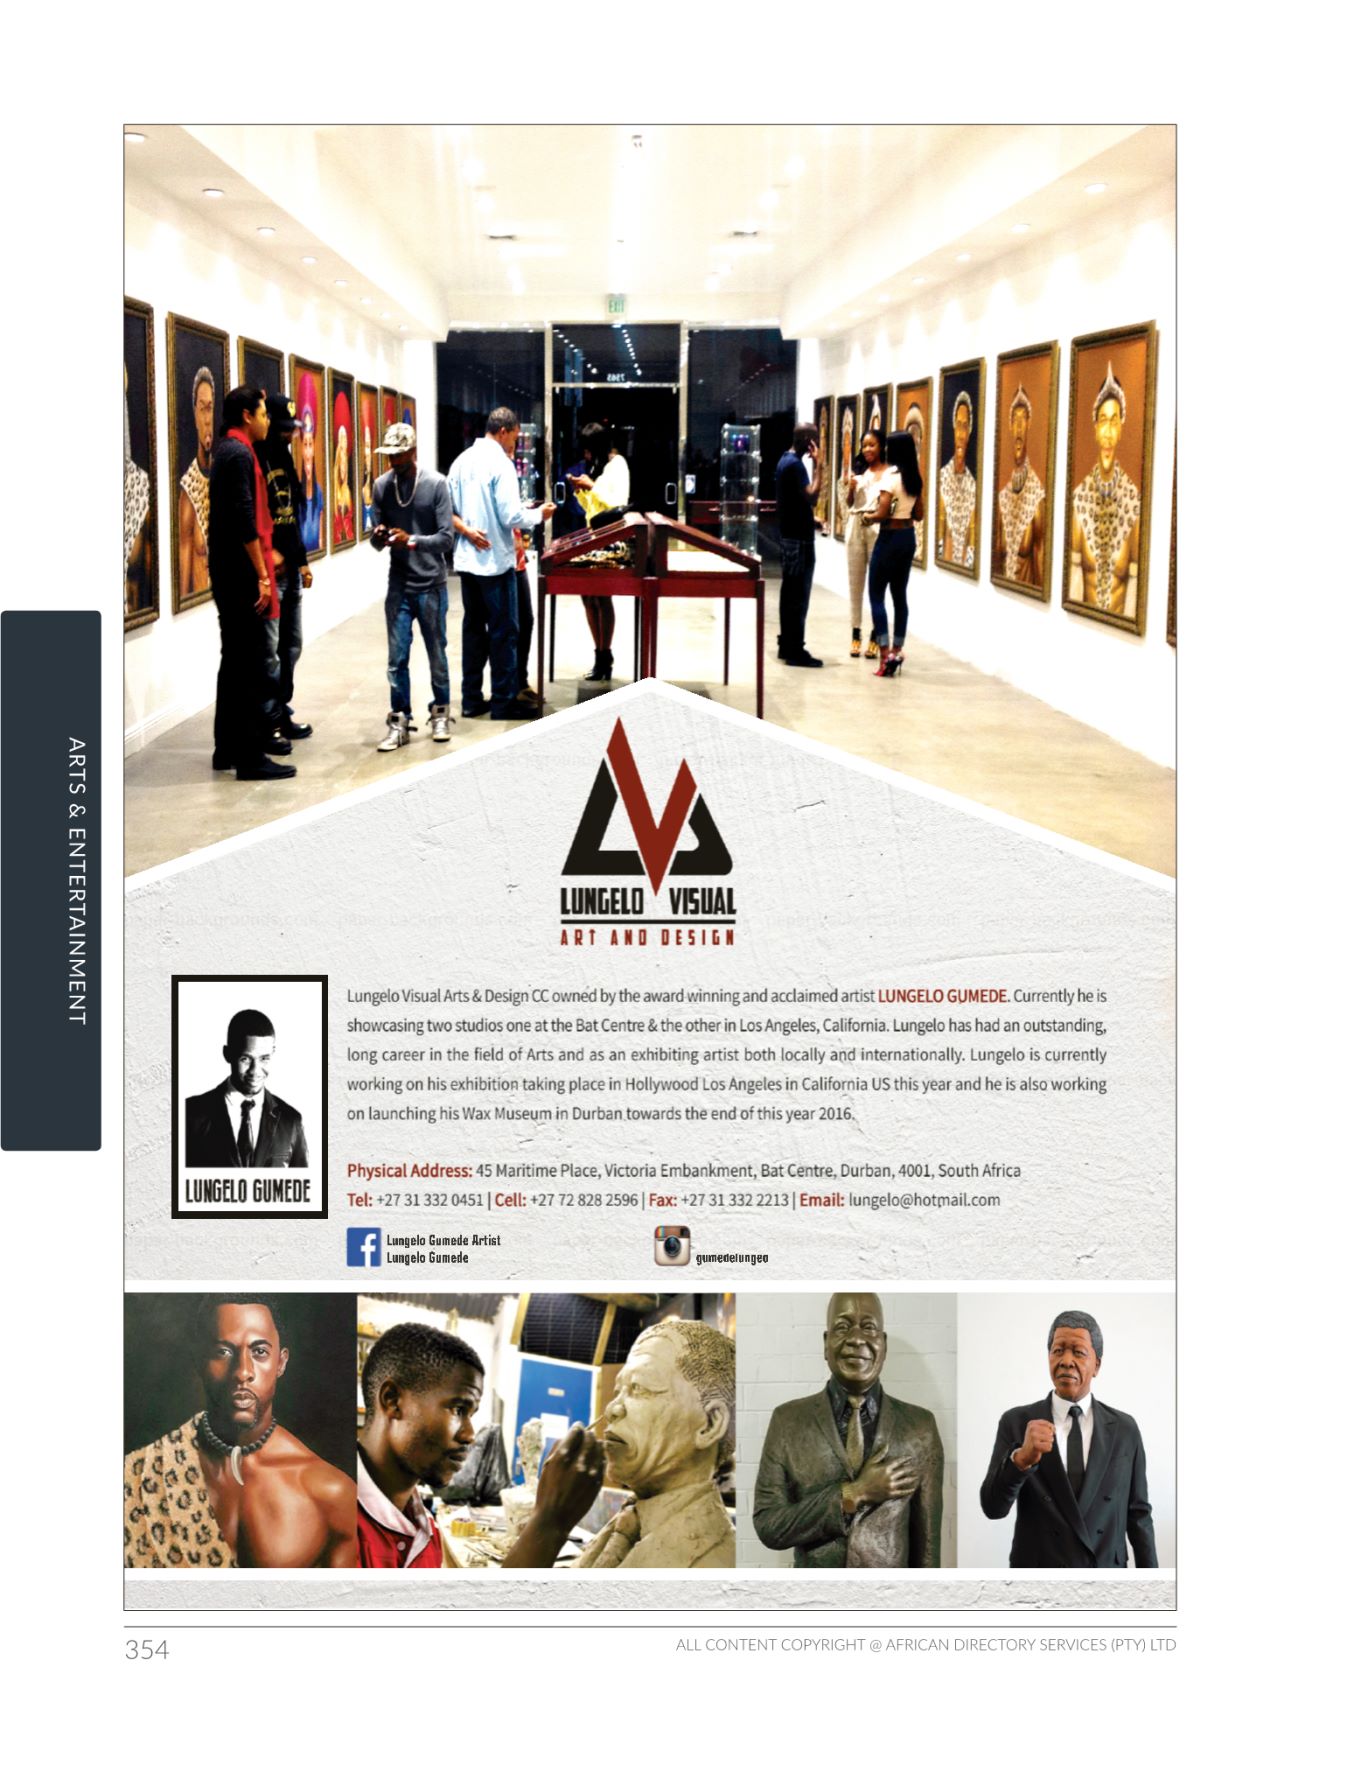 EXIT
ARTS & ENTERTAINMENT
LUNGELO VISUAL
ART AND DESIGN
Lungelo Visual Arts & Design CC owned by the award winning and acclaimed artist LUNGELO GUMEDE. Currently he is
showcasing two studios one at the Bat Centre & the other in Los Angeles, California. Lungelo has had an outstanding,
long career in the field of Arts and as an exhibiting artist both locally and internationally. Lungelo is currently
working on his exhibition taking place in Hollywood Los Angeles in California US this year and he is also working
on launching his Wax Museum in Durban towards the end of this year 2016.
LUNGELO GUMEDE
Physical Address: 45 Maritime Place, Victoria Embankment, Bat Centre, Durban, 4001, South Africa
Tel: +27 31 332 0451 | Cell: +27 72 828 2596 | Fax: +27 31 332 2213 | Email: lungelo@hotmail.com
Lungelo Gumede Artist
Lungelo Gumede
354
ALL CONTENT COPYRIGHT @ AFRICAN DIRECTORY SERVICES (PTY) LTD